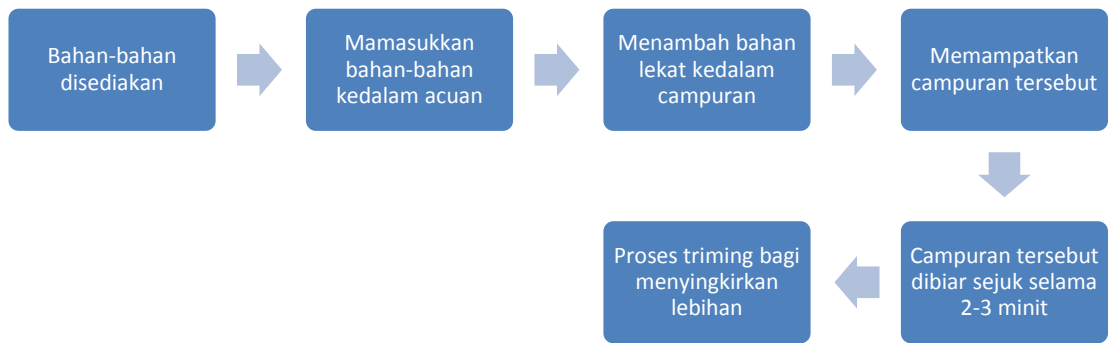 Bahan-bahan
disediakan
Mamasukkan
bahan-bahan
kedalam acuan
Menambah bahan
lekat kedalam
campuran
Memampatkan
campuran tersebut
Campuran tersebut
dibiar sejuk selama
2-3 minit
Proses triming bagi
menyingkirkan
lebihan